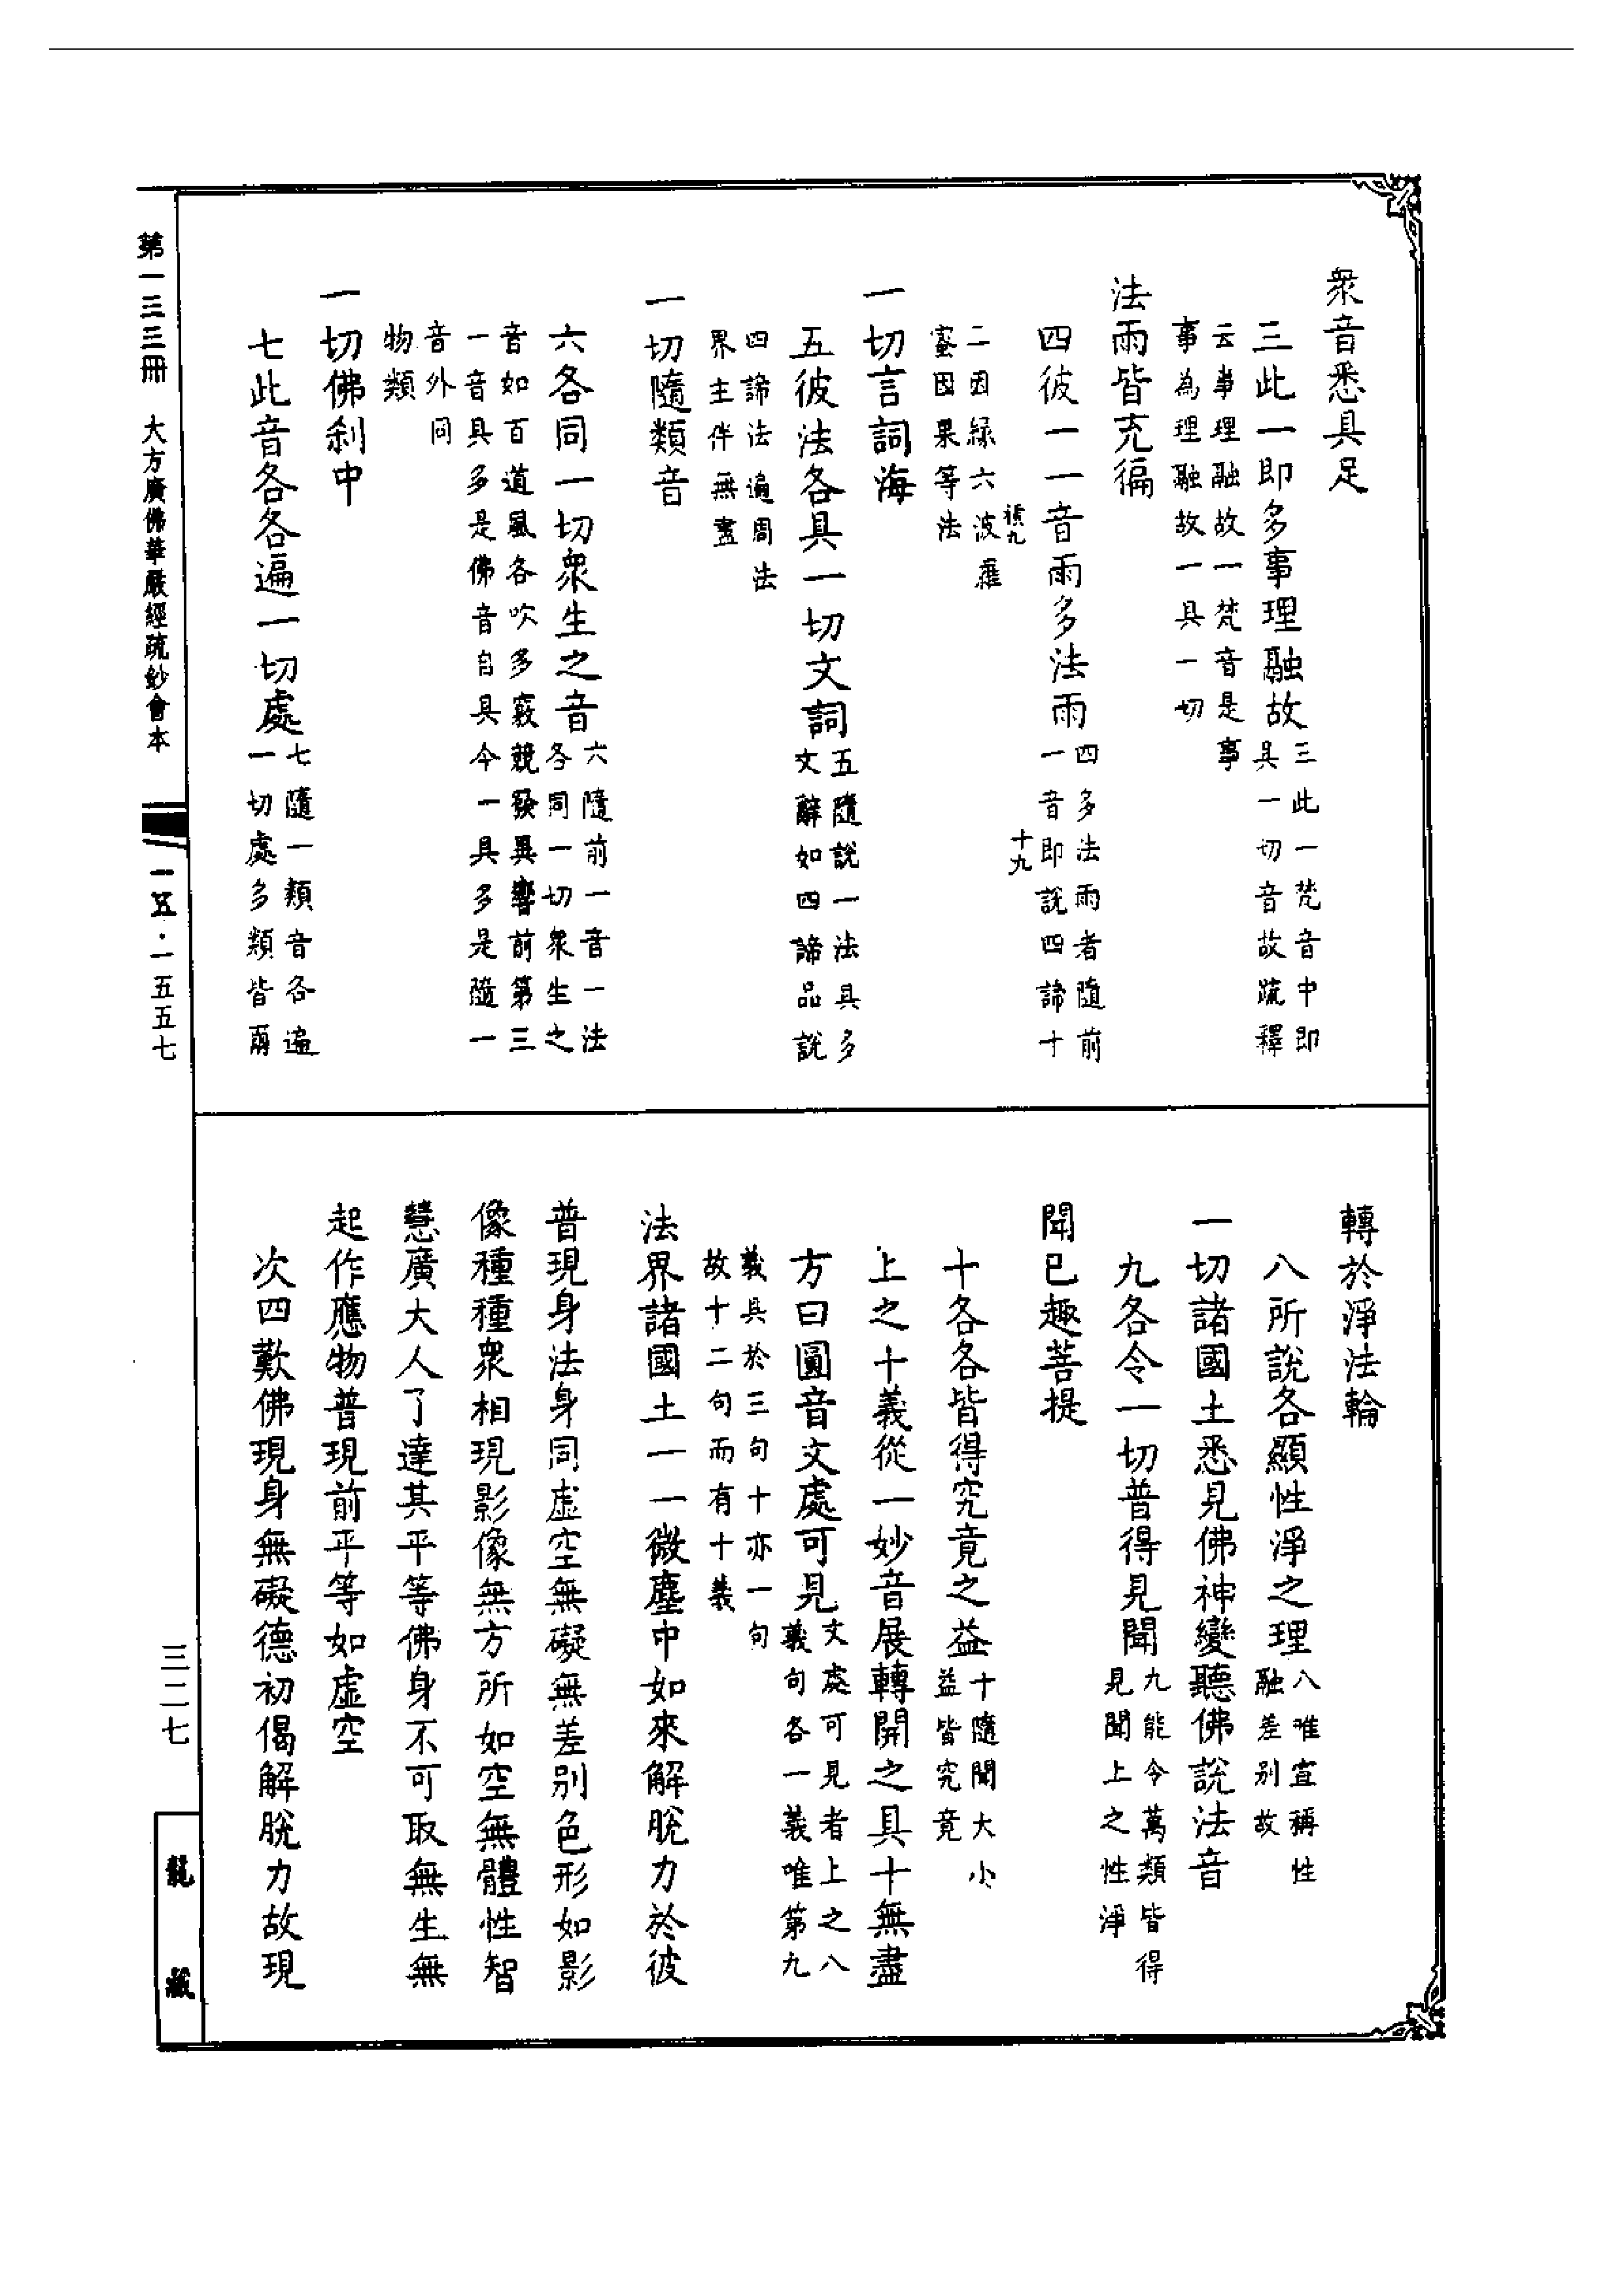 衆音悉具足
三此一即多事理融故三此一梵音中即
具一切音故疏釋
云事理融故一梵音是事
事為理融故一具一切
法雨皆充徧
四彼一一音雨多法雨四多法雨者隨前
一音即說四諦十
十九
二因緣六波羅
蜜因果等法
一切言詞海
五彼法各具一切文詞五隨說一法具多
文辭如四諦品說
四諦法遍周法
界主伴無盡
一切隨類音
六各同一切衆生之音六隨前一音一法
各同一切衆生之
音如百道風各吹多竅競發異響前第三
一音具多是佛音自具今一具多是隨一
音外同
物類
一切佛刹中
七此音各各遍一切處七隨一類音各遍
一切處多類皆爾
轉於淨法輪
八所說各顯性淨之理八唯宣稱性
融差別故
一切諸國土悉見佛神變聽佛說法音
九各令一切普得見聞九能令萬類皆得
見聞上之性淨
聞已趣菩提
十各各皆得究竟之益十隨聞大小
益皆究竟
上之十義從一妙音展轉開之具十無盡
方曰圓音文處可見文處可見者上之八
義句各一義唯第九
義具於三句十亦一句
故十二句而有十義
法界諸國土一一微塵中如來解脫力於彼
普現身法身同虛空無礙無差別色形如影
像種種衆相現影像無方所如空無體性智
慧廣大人了達其平等佛身不可取無生無
起作應物普現前平等如虛空
次四歎佛現身無礙德初偈解脫力故現
第一三三冊 大方廣佛華嚴經疏鈔會本
一五·一五五七
三二七
龍藏